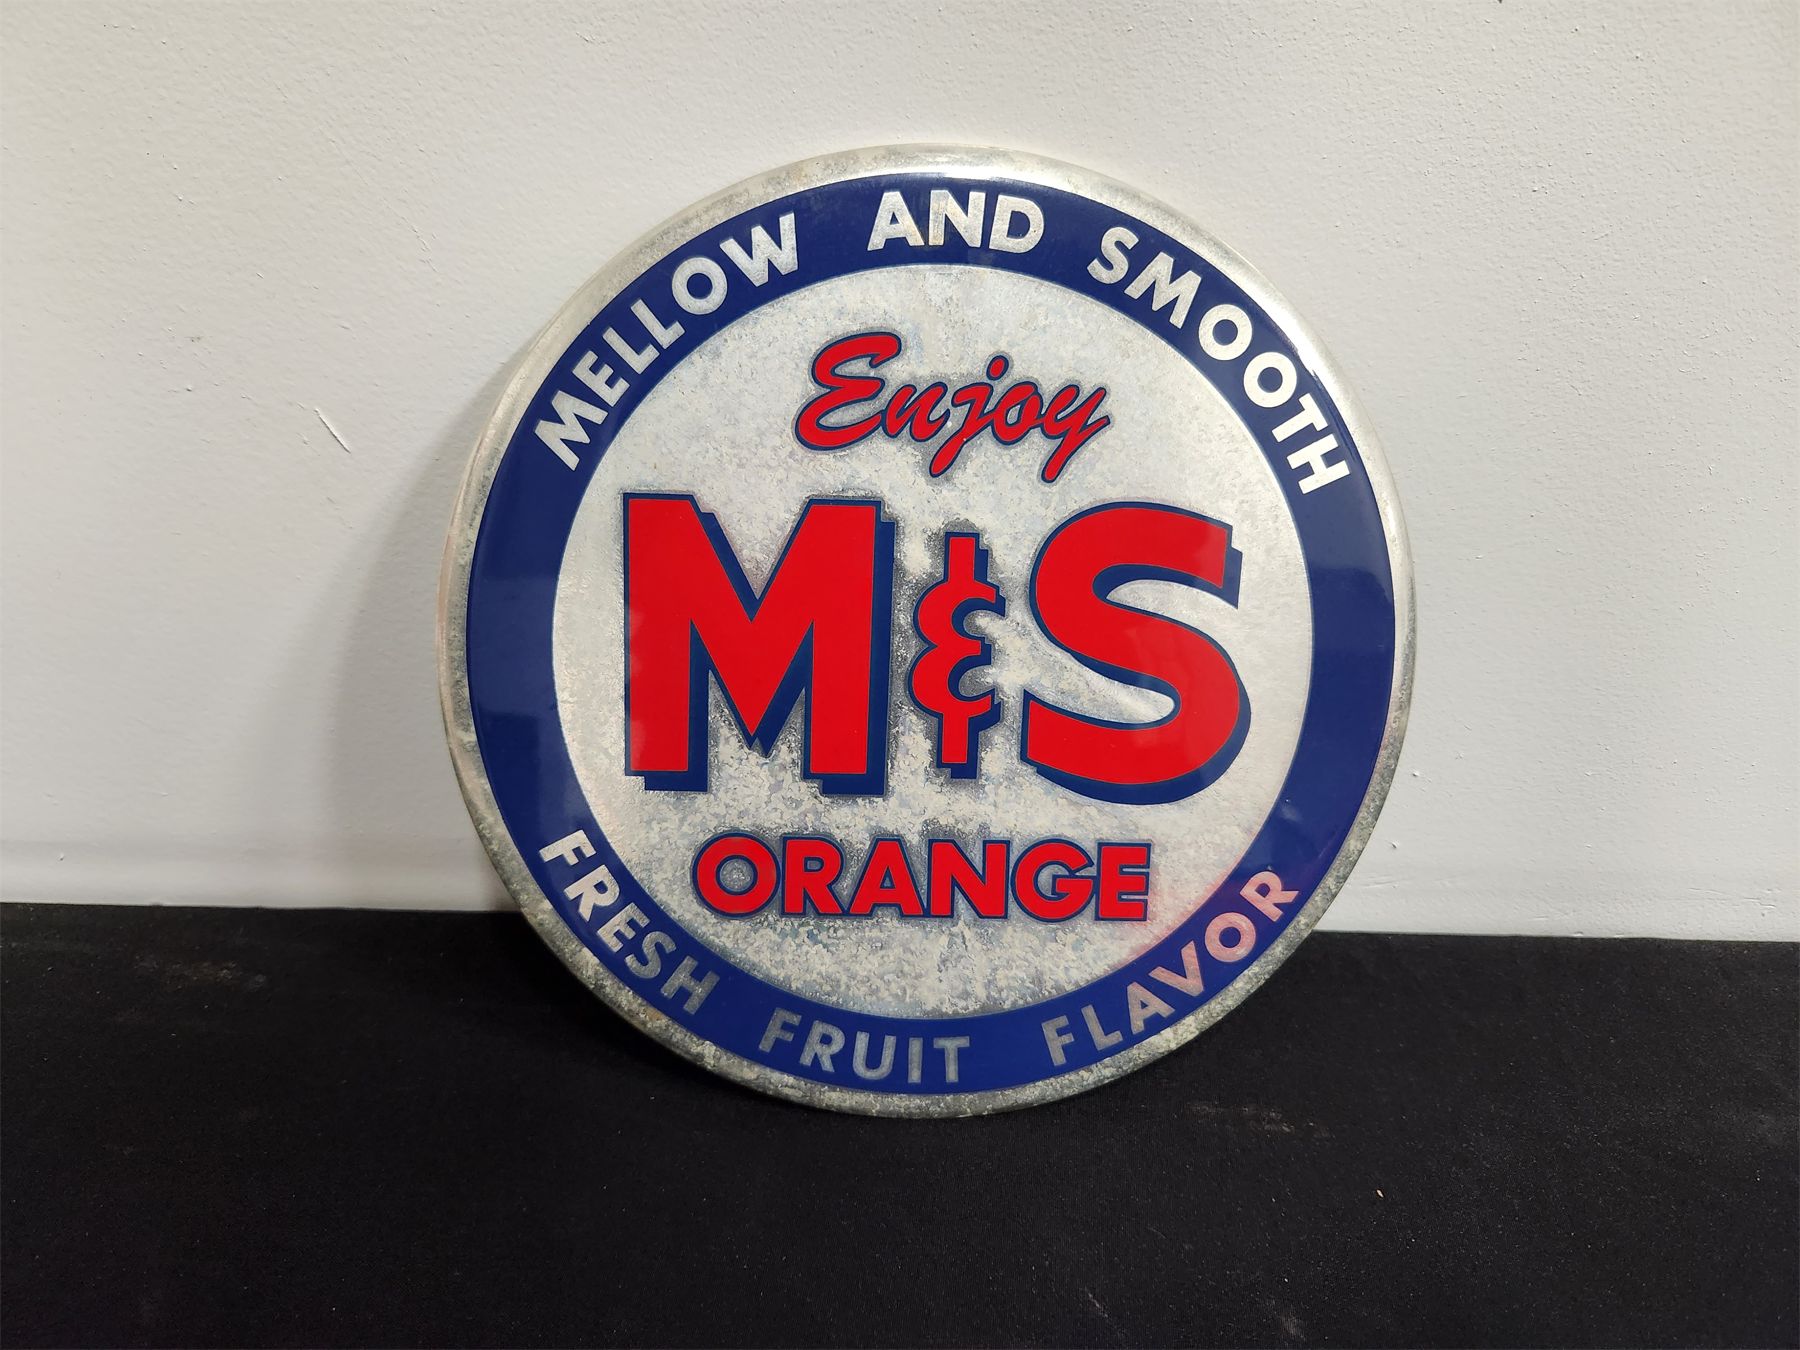 MELLOW AND SMOOTH
Enjoy
M&S
ORANGE
FRESH FRUIT FLAVOR